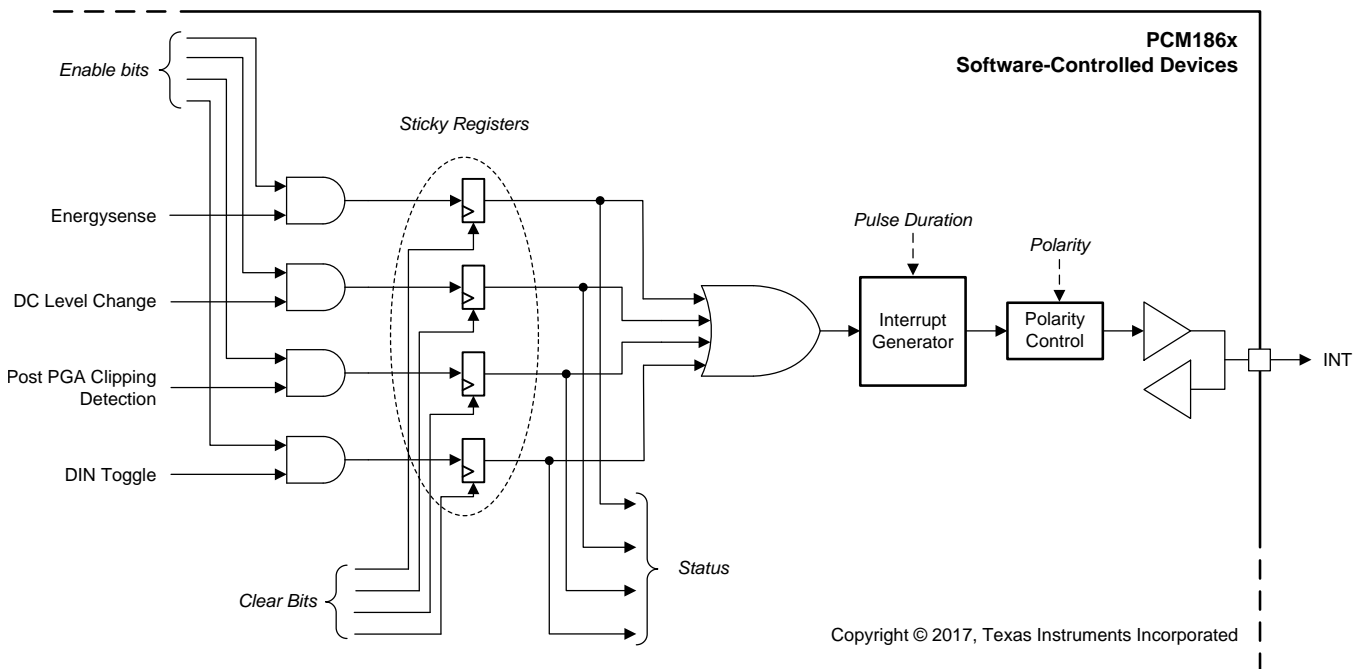 PCM186x
Software-Controlled Devices
Enable bits
Sticky Registers
Energysense
DC Level Change
Post PGA Clipping
Detection
DIN Toggle
Pulse Duration
Polarity
Interrupt
Generator
Polarity
Control
INT
Status
Clear Bits
Copyright © 2017, Texas Instruments Incorporated